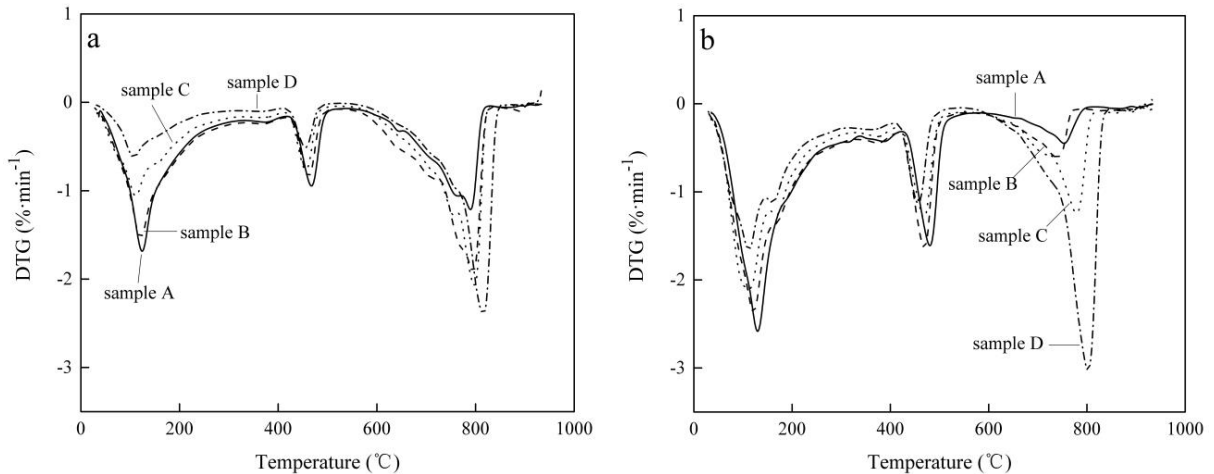 a
1
0
-1
-2
-3
DTG (%·min⁻¹)
sample C
sample D
sample B
sample A
0 200 400 600 800 1000
Temperature (℃)
b
1
0
-1
-2
-3
DTG (%·min⁻¹)
sample A
sample B
sample C
sample D
0 200 400 600 800 1000
Temperature (℃)